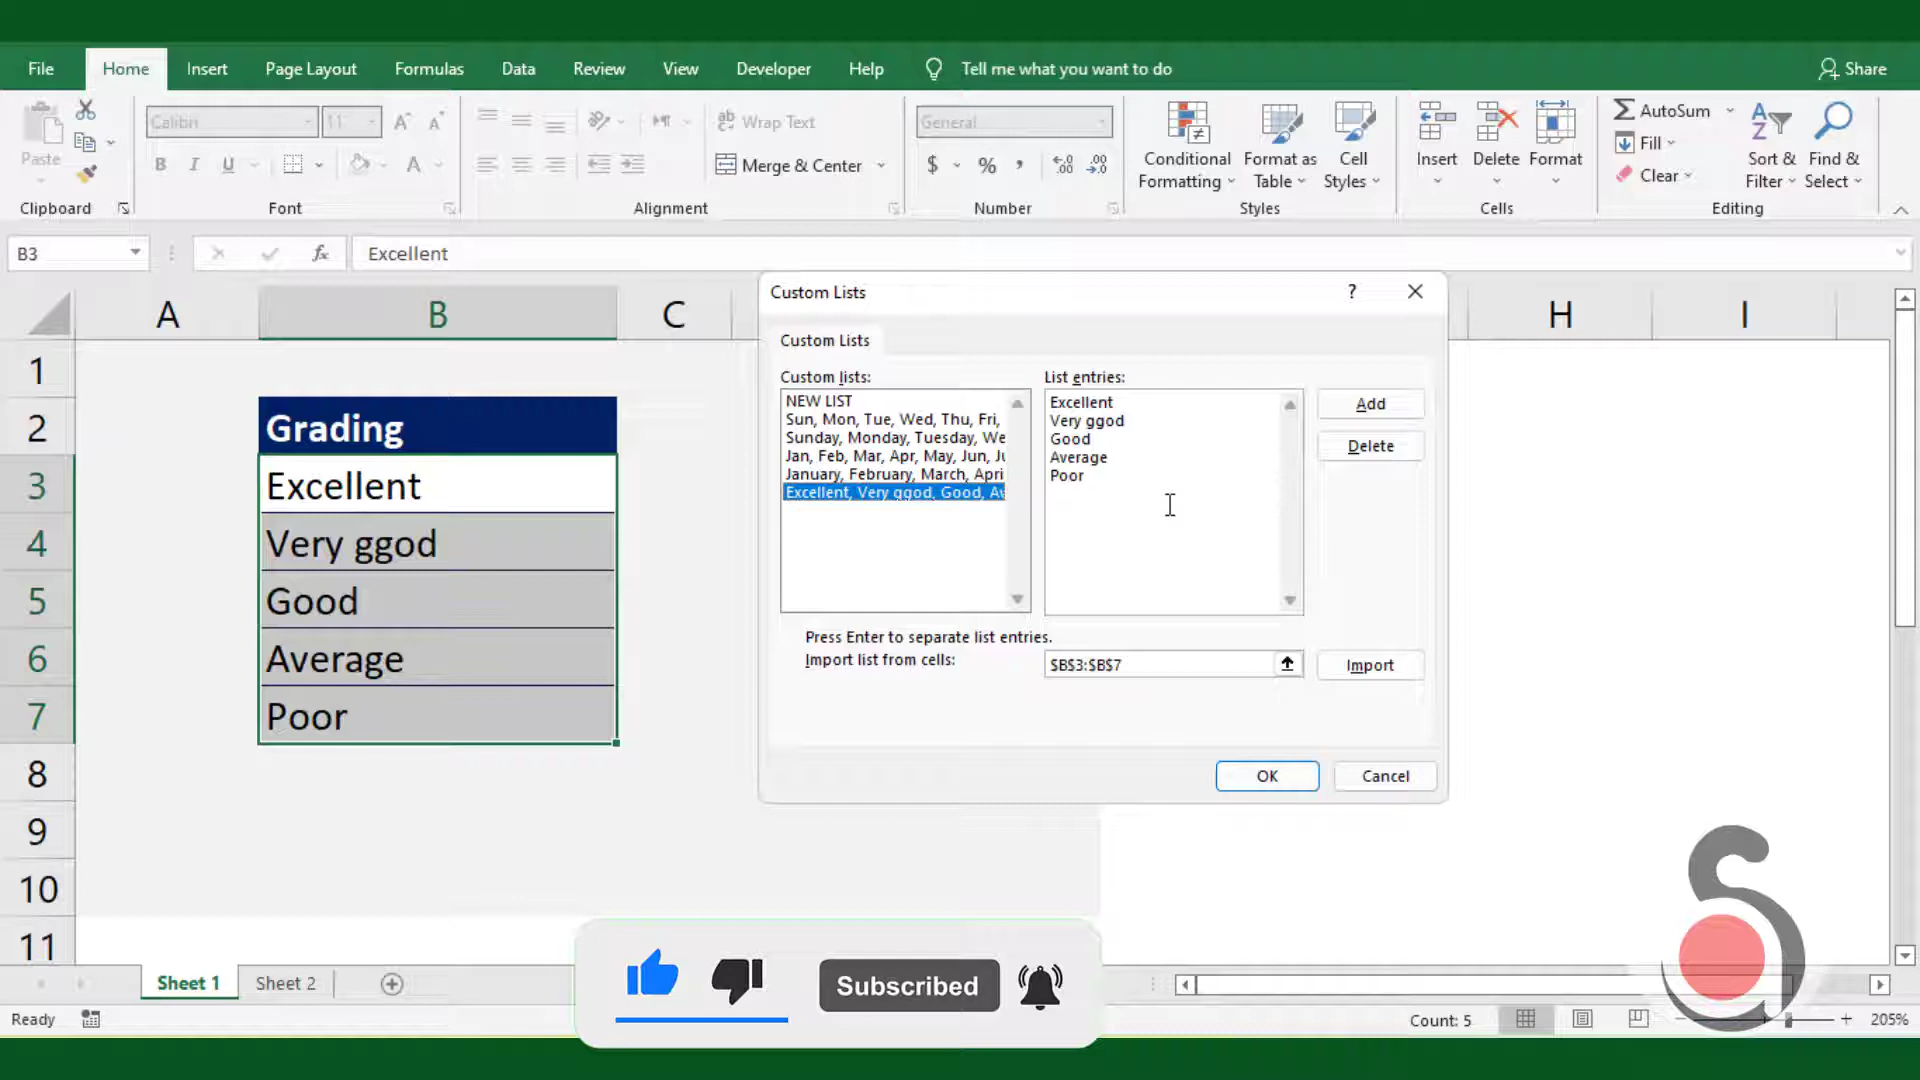 File Home Insert Page Layout Formulas Data Review View Developer Help Tell me what you want to do Share
Paste
Clipboard
Calibri 11
B I U
Font
Wrap Text
Merge & Center
Alignment
General
$ % ,
Number
Conditional Formatting
Format as Table
Cell Styles
Styles
Insert Delete Format
Cells
AutoSum
Fill
Clear
Sort & Filter
Find & Select
Editing
B3 fx Excellent
A B C H I
1
2 Grading
3 Excellent
4 Very ggod
5 Good
6 Average
7 Poor
8
9
10
11
Custom Lists ?
Custom Lists
Custom lists:
NEW LIST
Sun, Mon, Tue, Wed, Thu, Fri,
Sunday, Monday, Tuesday, We
Jan, Feb, Mar, Apr, May, Jun, Ju
January, February, March, Apri
Excellent, Very ggod, Good, Av
List entries:
Excellent
Very ggod
Good
Average
Poor
Add
Delete
Press Enter to separate list entries.
Import list from cells: $B$3:$B$7 Import
OK Cancel
Subscribed
Sheet 1 Sheet 2
Ready Count: 5 205%